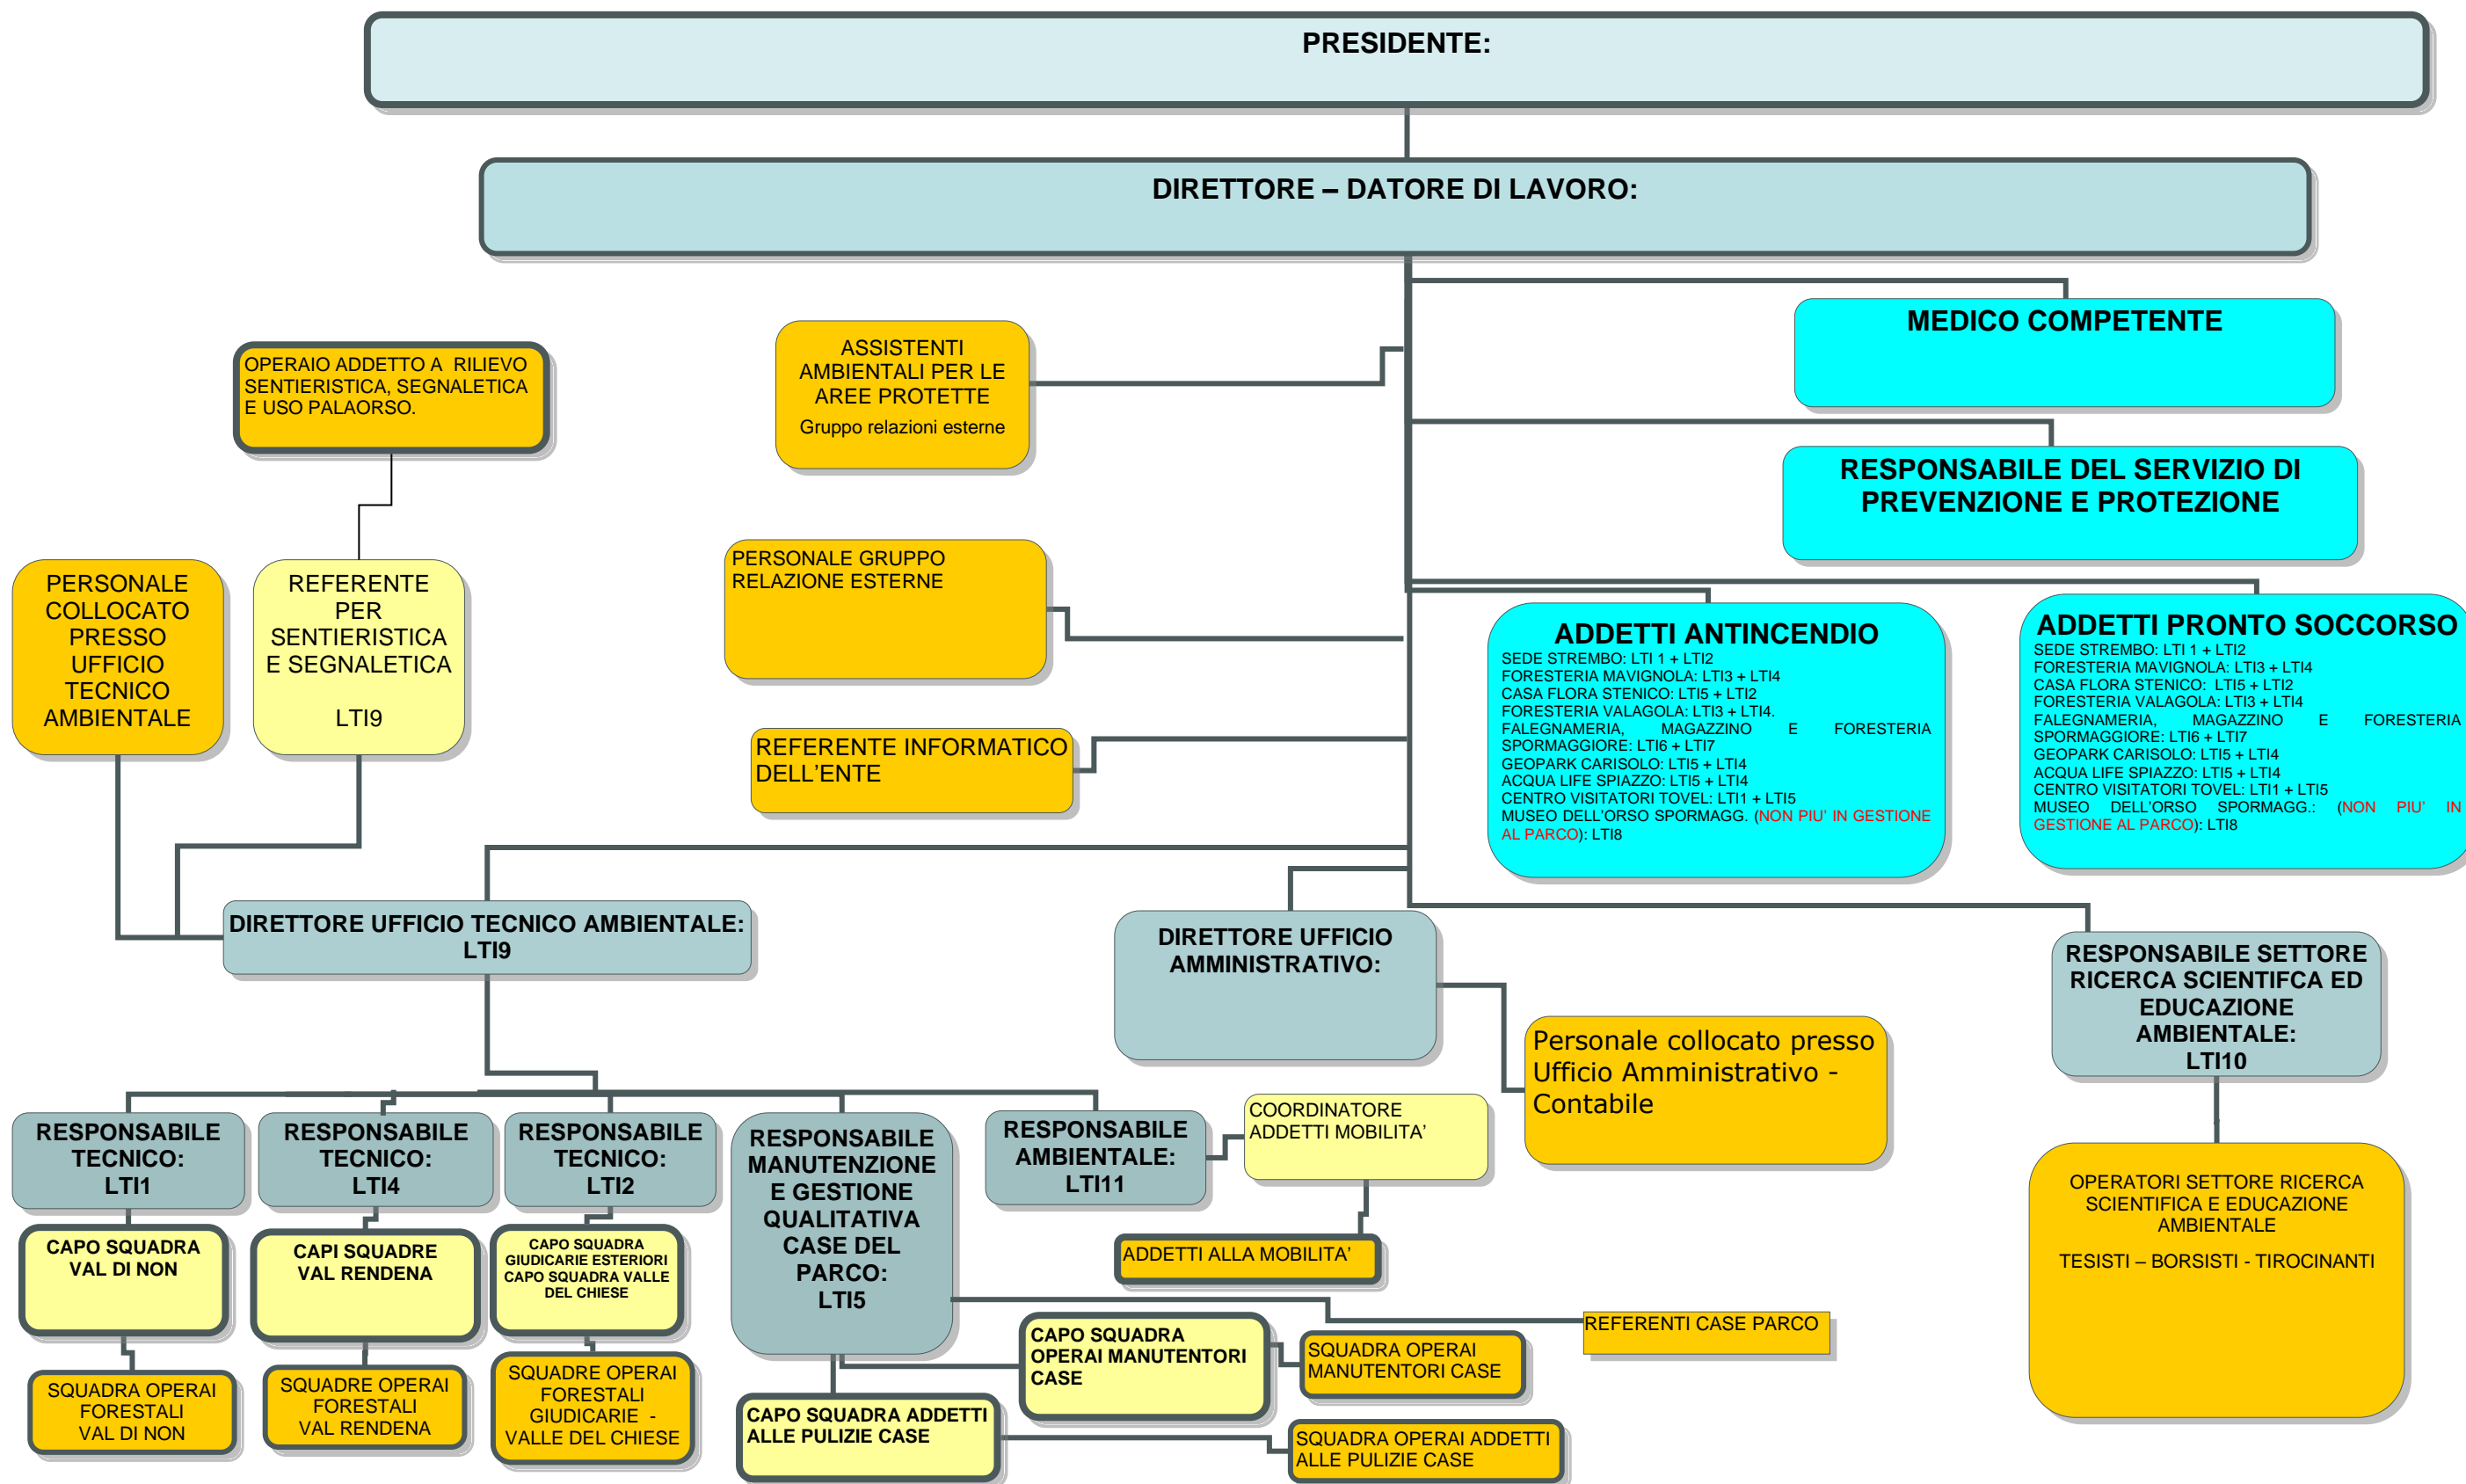 PRESIDENTE:
DIRETTORE – DATORE DI LAVORO:
MEDICO COMPETENTE
ASSISTENTI
AMBIENTALI PER LE
AREE PROTETTE
Gruppo relazioni esterne
OPERAIO ADDETTO A RILIEVO
SENTIERISTICA, SEGNALETICA
E USO PALAORSO.
RESPONSABILE DEL SERVIZIO DI
PREVENZIONE E PROTEZIONE
PERSONALE GRUPPO
RELAZIONE ESTERNE
PERSONALE
COLLOCATO
PRESSO
UFFICIO
TECNICO
AMBIENTALE
REFERENTE
PER
SENTIERISTICA
E SEGNALETICA
LTI9
REFERENTE INFORMATICO
DELL'ENTE
ADDETTI ANTINCENDIO
SEDE STREMBO: LTI 1 + LTI2
FORESTERIA MAVIGNOLA: LTI3 + LTI4
CASA FLORA STENICO: LTI5 + LTI2
FORESTERIA VALAGOLA: LTI3 + LTI4.
FALEGNAMERIA, MAGAZZINO E FORESTERIA
SPORMAGGIORE: LTI6 + LTI7
GEOPARK CARISOLO: LTI5 + LTI4
ACQUA LIFE SPIAZZO: LTI5 + LTI4
CENTRO VISITATORI TOVEL: LTI1 + LTI5
MUSEO DELL'ORSO SPORMAGG. (NON PIU' IN GESTIONE
AL PARCO): LTI8
ADDETTI PRONTO SOCCORSO
SEDE STREMBO: LTI 1 + LTI2
FORESTERIA MAVIGNOLA: LTI3 + LTI4
CASA FLORA STENICO: LTI5 + LTI2
FORESTERIA VALAGOLA: LTI3 + LTI4
FALEGNAMERIA, MAGAZZINO E FORESTERIA
SPORMAGGIORE: LTI6 + LTI7
GEOPARK CARISOLO: LTI5 + LTI4
ACQUA LIFE SPIAZZO: LTI5 + LTI4
CENTRO VISITATORI TOVEL: LTI1 + LTI5
MUSEO DELL'ORSO SPORMAGG.: (NON PIU' IN
GESTIONE AL PARCO): LTI8
DIRETTORE UFFICIO TECNICO AMBIENTALE:
LTI9
DIRETTORE UFFICIO
AMMINISTRATIVO:
RESPONSABILE SETTORE
RICERCA SCIENTIFCA ED
EDUCAZIONE
AMBIENTALE:
LTI10
Personale collocato presso
Ufficio Amministrativo -
Contabile
RESPONSABILE
TECNICO:
LTI1
RESPONSABILE
TECNICO:
LTI4
RESPONSABILE
TECNICO:
LTI2
RESPONSABILE
MANUTENZIONE
E GESTIONE
QUALITATIVA
CASE DEL
PARCO:
LTI5
RESPONSABILE
AMBIENTALE:
LTI11
COORDINATORE
ADDETTI MOBILITA'
ADDETTI ALLA MOBILITA'
OPERATORI SETTORE RICERCA
SCIENTIFICA E EDUCAZIONE
AMBIENTALE
TESISTI – BORSISTI - TIROCINANTI
CAPO SQUADRA
VAL DI NON
CAPI SQUADRE
VAL RENDENA
CAPO SQUADRA
GIUDICARIE ESTERIORI
CAPO SQUADRA VALLE
DEL CHIESE
REFERENTI CASE PARCO
CAPO SQUADRA
OPERAI MANUTENTORI
CASE
SQUADRA OPERAI
MANUTENTORI CASE
SQUADRA OPERAI
FORESTALI
VAL DI NON
SQUADRE OPERAI
FORESTALI
VAL RENDENA
SQUADRE OPERAI
FORESTALI
GIUDICARIE -
VALLE DEL CHIESE
CAPO SQUADRA ADDETTI
ALLE PULIZIE CASE
SQUADRA OPERAI ADDETTI
ALLE PULIZIE CASE